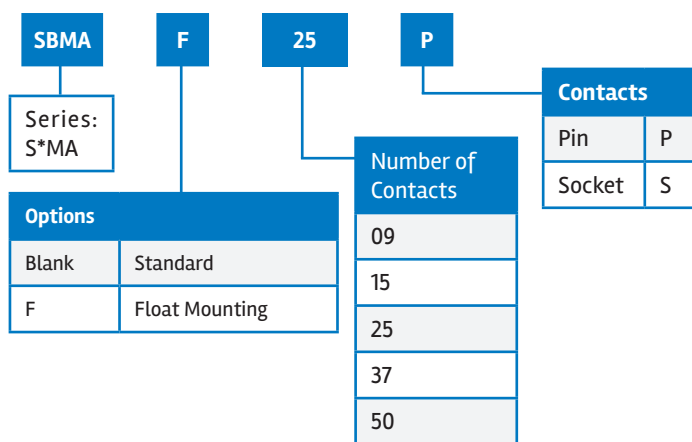 SBMA F 25 P
Series:
S*MA
Contacts
Pin P
Socket S
Number of
Contacts
09
15
25
37
50
Options
Blank Standard
F Float Mounting